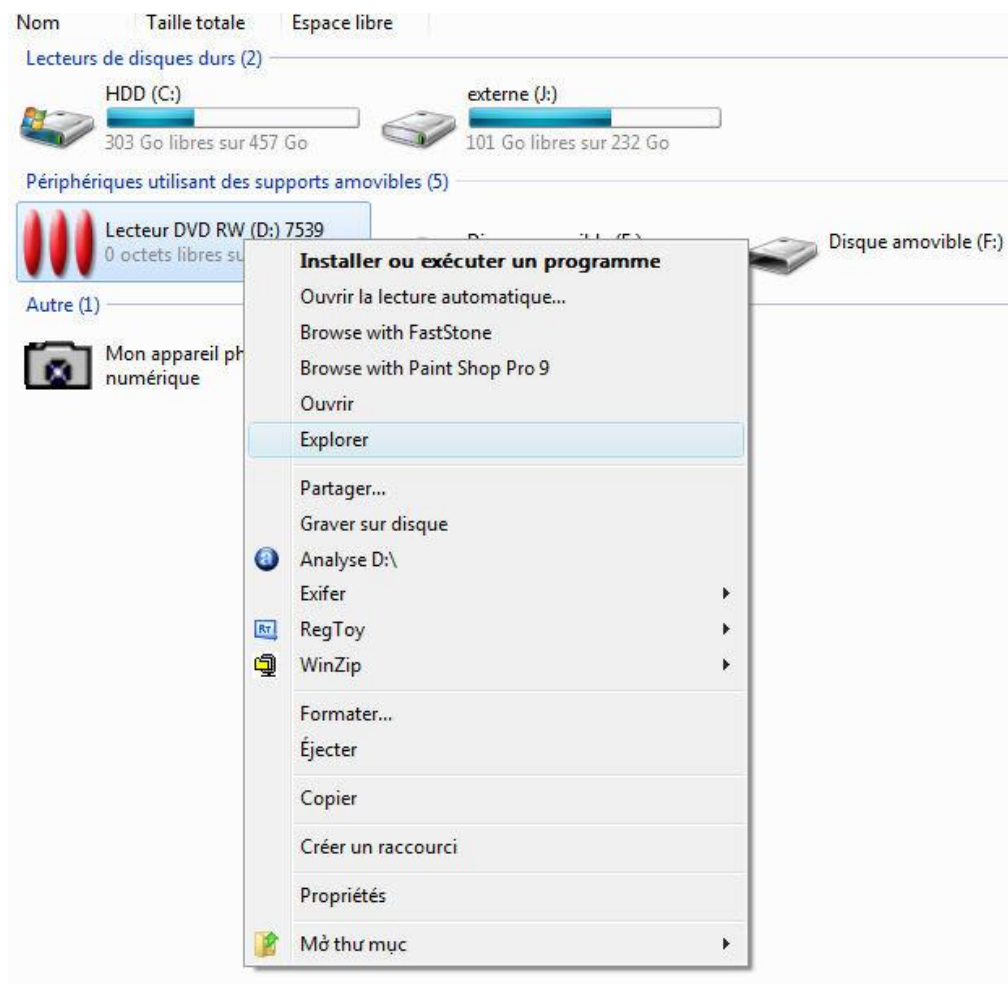 Nom Taille totale Espace libre
Lecteurs de disques durs (2)
HDD (C:) externe (J:)
303 Go libres sur 457 Go 101 Go libres sur 232 Go
Périphériques utilisant des supports amovibles (5)
Lecteur DVD RW (D:) 7539
0 octets libres
Disque amovible (F:)
Autre (1)
Mon appareil
numérique
Installer ou exécuter un programme
Ouvrir la lecture automatique...
Browse with FastStone
Browse with Paint Shop Pro 9
Ouvrir
Explorer
Partager...
Graver sur disque
a Analyse D:\
Exifer
RT RegToy
WinZip
Formater...
Éjecter
Copier
Créer un raccourci
Propriétés
Mở thư mục